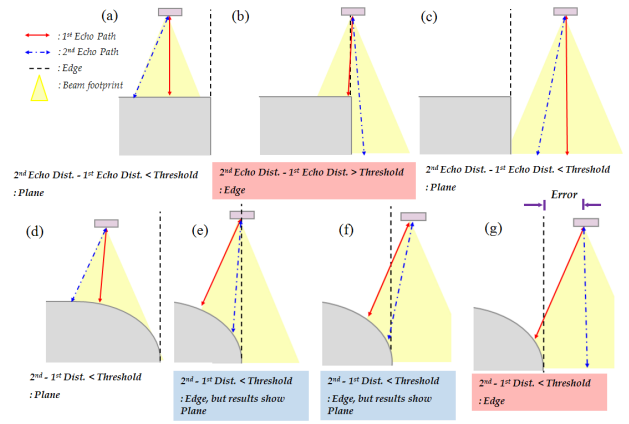 (a)
(b)
(c)
: 1st Echo Path
: 2nd Echo Path
: Edge
: Beam footprint
2nd Echo Dist. - 1st Echo Dist. < Threshold
: Plane
2nd Echo Dist. - 1st Echo Dist. > Threshold
: Edge
2nd Echo Dist. - 1st Echo Dist. < Threshold
: Plane
Error
(d)
(e)
(f)
(g)
2nd - 1st Dist. < Threshold
: Plane
2nd - 1st Dist. < Threshold
: Edge, but results show
Plane
2nd - 1st Dist. < Threshold
: Edge, but results show
Plane
2nd - 1st Dist. < Threshold
: Edge